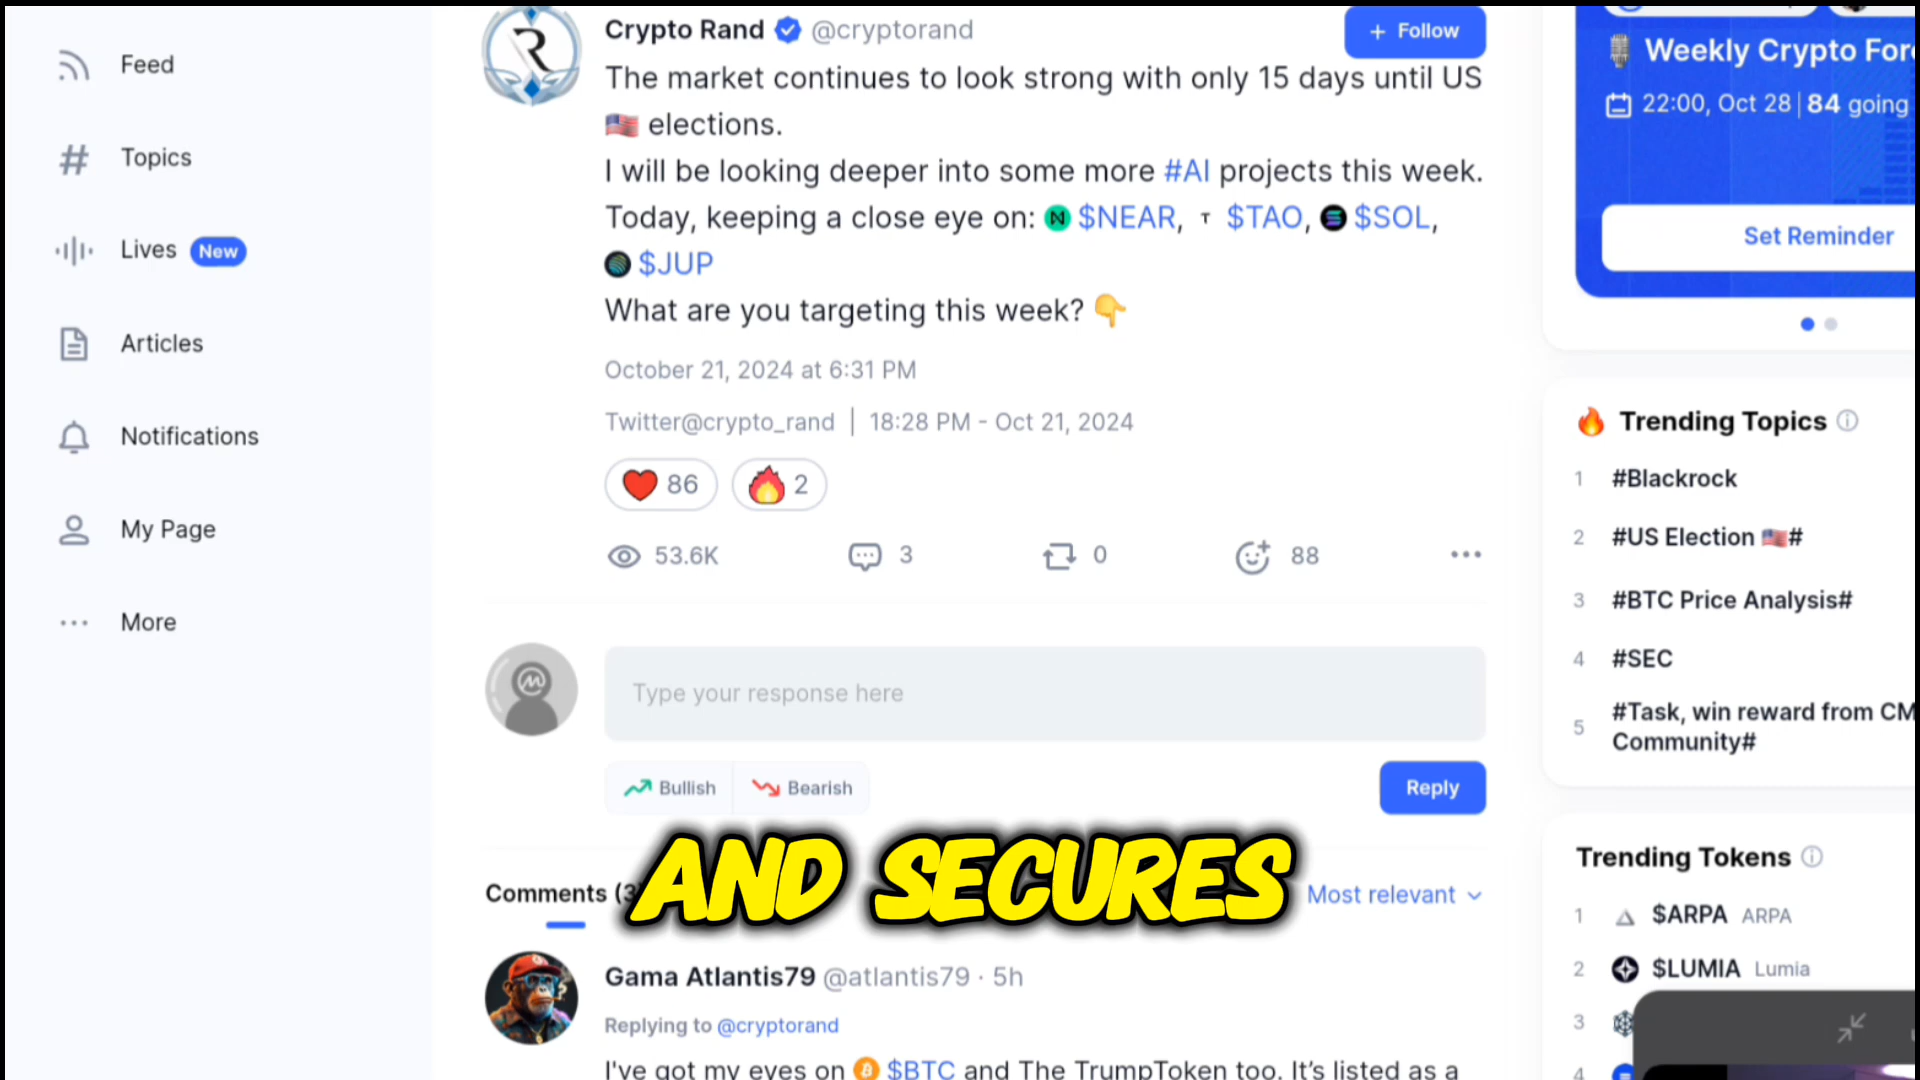 Feed
Topics
Lives New
Articles
Notifications
My Page
More
Crypto Rand @cryptorand
+ Follow
The market continues to look strong with only 15 days until US
🇺🇸 elections.
I will be looking deeper into some more #AI projects this week.
Today, keeping a close eye on: $NEAR, T $TAO, $SOL,
$JUP
What are you targeting this week? 👇
October 21, 2024 at 6:31 PM
Twitter@crypto_rand | 18:28 PM - Oct 21, 2024
❤️ 86 🔥 2
53.6K 3 0 88
Type your response here
Bullish Bearish
Reply
AND SECURES
Comments (3
Most relevant
Gama Atlantis79 @atlantis79 · 5h
Replying to @cryptorand
I've got my eyes on $BTC and The TrumpToken too. It's listed as a
Weekly Crypto For
22:00, Oct 28 | 84 going
Set Reminder
Trending Topics
1 #Blackrock
2 #US Election 🇺🇸#
3 #BTC Price Analysis#
4 #SEC
5 #Task, win reward from CM
Community#
Trending Tokens
1 $ARPA ARPA
2 $LUMIA Lumia
3
4